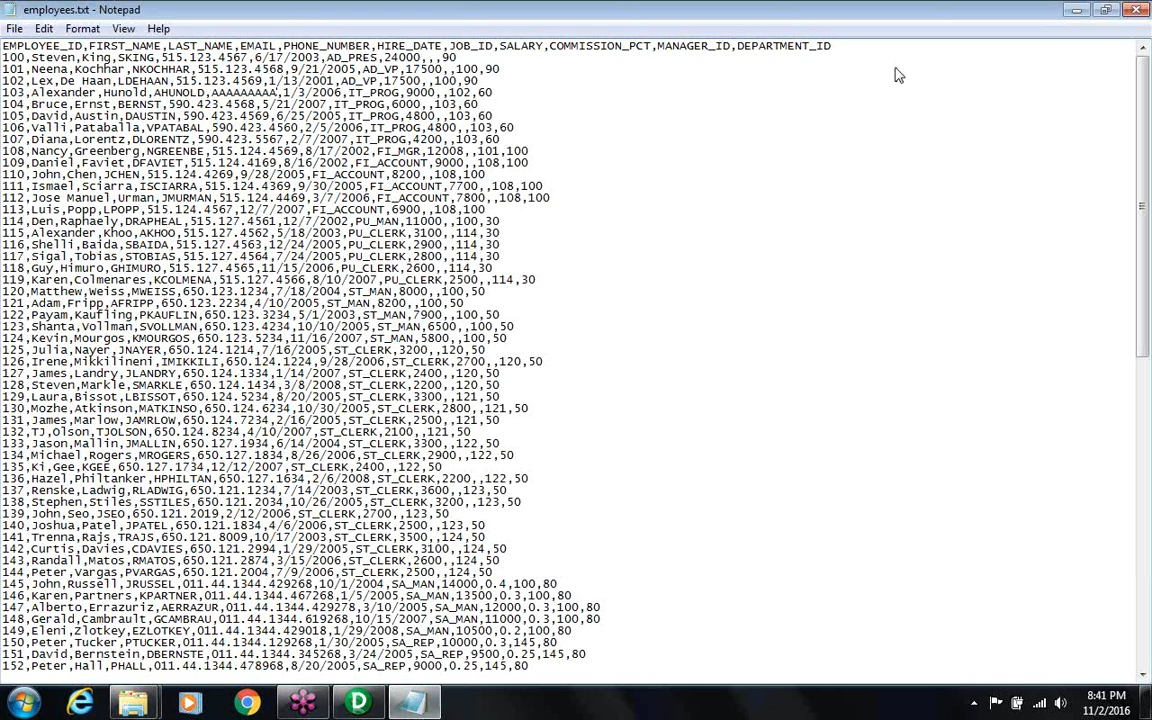 employees.txt - Notepad
File Edit Format View Help
EMPLOYEE_ID,FIRST_NAME,LAST_NAME,EMAIL,PHONE_NUMBER,HIRE_DATE,JOB_ID,SALARY,COMMISSION_PCT,MANAGER_ID,DEPARTMENT_ID
100,Steven,King,SKING,515.123.4567,6/17/2003,AD_PRES,24000,,,90
101,Neena,Kochhar,NKOCHHAR,515.123.4568,9/21/2005,AD_VP,17500,,100,90
102,Lex,De Haan,LDEHAAN,515.123.4569,1/13/2001,AD_VP,17500,,100,90
103,Alexander,Hunold,AHUNOLD,AAAAAAAAA',1/3/2006,IT_PROG,9000,,102,60
104,Bruce,Ernst,BERNST,590.423.4568,5/21/2007,IT_PROG,6000,,103,60
105,David,Austin,DAUSTIN,590.423.4569,6/25/2005,IT_PROG,4800,,103,60
106,Valli,Pataballa,VPATABAL,590.423.4560,2/5/2006,IT_PROG,4800,,103,60
107,Diana,Lorentz,DLORENTZ,590.423.5567,2/7/2007,IT_PROG,4200,,103,60
108,Nancy,Greenberg,NGREENBE,515.124.4569,8/17/2002,FI_MGR,12008,,101,100
109,Daniel,Faviet,DFAVIET,515.124.4169,8/16/2002,FI_ACCOUNT,9000,,108,100
110,John,Chen,JCHEN,515.124.4269,9/28/2005,FI_ACCOUNT,8200,,108,100
111,Ismael,Sciarra,ISCIARRA,515.124.4369,9/30/2005,FI_ACCOUNT,7700,,108,100
112,Jose Manuel,Urman,JMURMAN,515.124.4469,3/7/2006,FI_ACCOUNT,7800,,108,100
113,Luis,Popp,LPOPP,515.124.4567,12/7/2007,FI_ACCOUNT,6900,,108,100
114,Den,Raphaely,DRAPHEAL,515.127.4561,12/7/2002,PU_MAN,11000,,100,30
115,Alexander,Khoo,AKHOO,515.127.4562,5/18/2003,PU_CLERK,3100,,114,30
116,Shelli,Baida,SBAIDA,515.127.4563,12/24/2005,PU_CLERK,2900,,114,30
117,Sigal,Tobias,STOBIAS,515.127.4564,7/24/2005,PU_CLERK,2800,,114,30
118,Guy,Himuro,GHIMURO,515.127.4565,11/15/2006,PU_CLERK,2600,,114,30
119,Karen,Colmenares,KCOLMENA,515.127.4566,8/10/2007,PU_CLERK,2500,,114,30
120,Matthew,Weiss,MWEISS,650.123.1234,7/18/2004,ST_MAN,8000,,100,50
121,Adam,Fripp,AFRIPP,650.123.2234,4/10/2005,ST_MAN,8200,,100,50
122,Payam,Kaufling,PKAUFLIN,650.123.3234,5/1/2003,ST_MAN,7900,,100,50
123,Shanta,Vollman,SVOLLMAN,650.123.4234,10/10/2005,ST_MAN,6500,,100,50
124,Kevin,Mourgos,KMOURGOS,650.123.5234,11/16/2007,ST_MAN,5800,,100,50
125,Julia,Nayer,JNAYER,650.124.1214,7/16/2005,ST_CLERK,3200,,120,50
126,Irene,Mikkilineni,IMIKKILI,650.124.1224,9/28/2006,ST_CLERK,2700,,120,50
127,James,Landry,JLANDRY,650.124.1334,1/14/2007,ST_CLERK,2400,,120,50
128,Steven,Markle,SMARKLE,650.124.1434,3/8/2008,ST_CLERK,2200,,120,50
129,Laura,Bissot,LBISSOT,650.124.5234,8/20/2005,ST_CLERK,3300,,121,50
130,Mozhe,Atkinson,MATKINSO,650.124.6234,10/30/2005,ST_CLERK,2800,,121,50
131,James,Marlow,JAMRLOW,650.124.7234,2/16/2005,ST_CLERK,2500,,121,50
132,TJ,Olson,TJOLSON,650.124.8234,4/10/2007,ST_CLERK,2100,,121,50
133,Jason,Mallin,JMALLIN,650.127.1934,6/14/2004,ST_CLERK,3300,,122,50
134,Michael,Rogers,MROGERS,650.127.1834,8/26/2006,ST_CLERK,2900,,122,50
135,Ki,Gee,KGEE,650.127.1734,12/12/2007,ST_CLERK,2400,,122,50
136,Hazel,Philtanker,HPHILTAN,650.127.1634,2/6/2008,ST_CLERK,2200,,122,50
137,Renske,Ladwig,RLADWIG,650.121.1234,7/14/2003,ST_CLERK,3600,,123,50
138,Stephen,Stiles,SSTILES,650.121.2034,10/26/2005,ST_CLERK,3200,,123,50
139,John,Seo,JSEO,650.121.2019,2/12/2006,ST_CLERK,2700,,123,50
140,Joshua,Patel,JPATEL,650.121.1834,4/6/2006,ST_CLERK,2500,,123,50
141,Trenna,Rajs,TRAJS,650.121.8009,10/17/2003,ST_CLERK,3500,,124,50
142,Curtis,Davies,CDAVIES,650.121.2994,1/29/2005,ST_CLERK,3100,,124,50
143,Randall,Matos,RMATOS,650.121.2874,3/15/2006,ST_CLERK,2600,,124,50
144,Peter,Vargas,PVARGAS,650.121.2004,7/9/2006,ST_CLERK,2500,,124,50
145,John,Russell,JRUSSEL,011.44.1344.429268,10/1/2004,SA_MAN,14000,0.4,100,80
146,Karen,Partners,KPARTNER,011.44.1344.467268,1/5/2005,SA_MAN,13500,0.3,100,80
147,Alberto,Errazuriz,AERRAZUR,011.44.1344.429278,3/10/2005,SA_MAN,12000,0.3,100,80
148,Gerald,Cambrault,GCAMBRAU,011.44.1344.619268,10/15/2007,SA_MAN,11000,0.3,100,80
149,Eleni,Zlotkey,EZLOTKEY,011.44.1344.429018,1/29/2008,SA_MAN,10500,0.2,100,80
150,Peter,Tucker,PTUCKER,011.44.1344.129268,1/30/2005,SA_REP,10000,0.3,145,80
151,David,Bernstein,DBERNSTE,011.44.1344.345268,3/24/2005,SA_REP,9500,0.25,145,80
152,Peter,Hall,PHALL,011.44.1344.478968,8/20/2005,SA_REP,9000,0.25,145,80
8:41 PM
11/2/2016